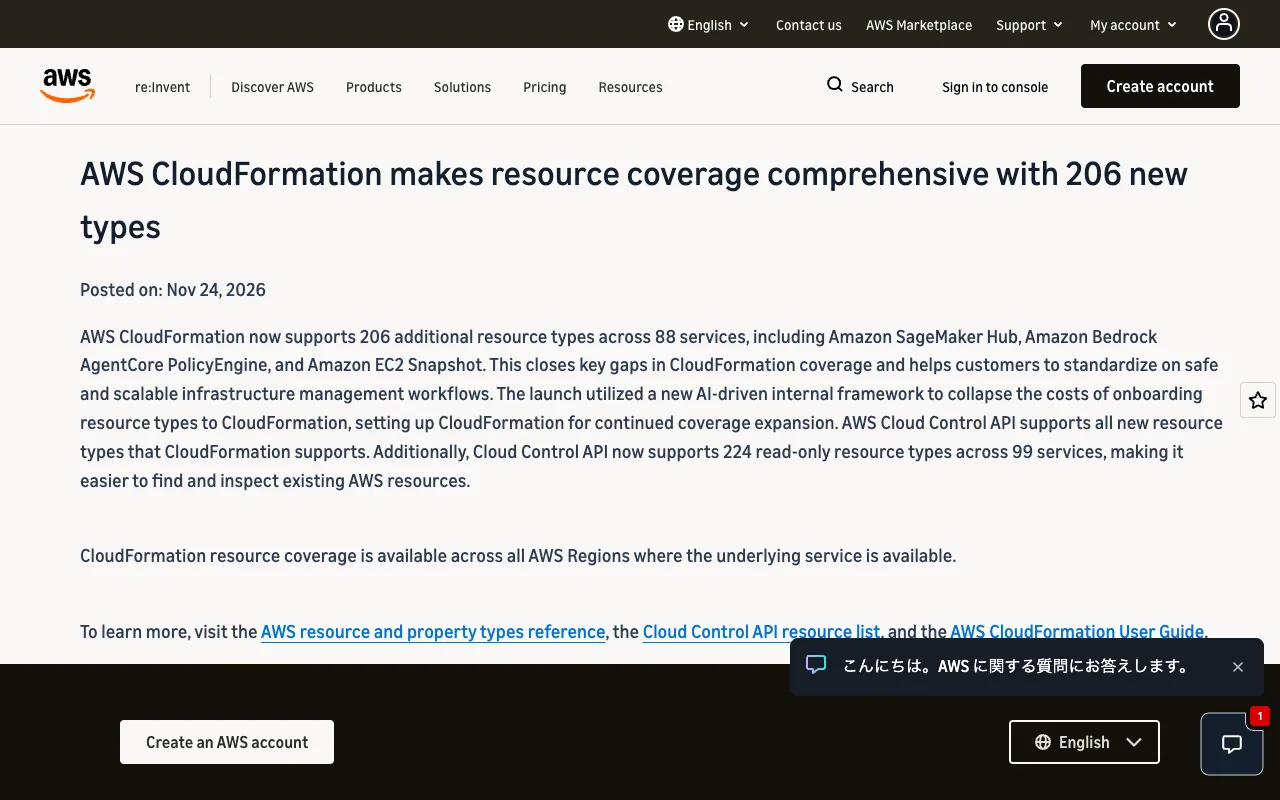 English
Contact us
AWS Marketplace
Support
My account
aws
re:Invent
Discover AWS
Products
Solutions
Pricing
Resources
Search
Sign in to console
Create account
AWS CloudFormation makes resource coverage comprehensive with 206 new
types
Posted on: Nov 24, 2026
AWS CloudFormation now supports 206 additional resource types across 88 services, including Amazon SageMaker Hub, Amazon Bedrock
AgentCore PolicyEngine, and Amazon EC2 Snapshot. This closes key gaps in CloudFormation coverage and helps customers to standardize on safe
and scalable infrastructure management workflows. The launch utilized a new AI-driven internal framework to collapse the costs of onboarding
resource types to CloudFormation, setting up CloudFormation for continued coverage expansion. AWS Cloud Control API supports all new resource
types that CloudFormation supports. Additionally, Cloud Control API now supports 224 read-only resource types across 99 services, making it
easier to find and inspect existing AWS resources.
CloudFormation resource coverage is available across all AWS Regions where the underlying service is available.
To learn more, visit the AWS resource and property types reference, the Cloud Control API resource list, and the AWS CloudFormation User Guide.
こんにちは。AWS に関する質問にお答えします。
1
Create an AWS account
English